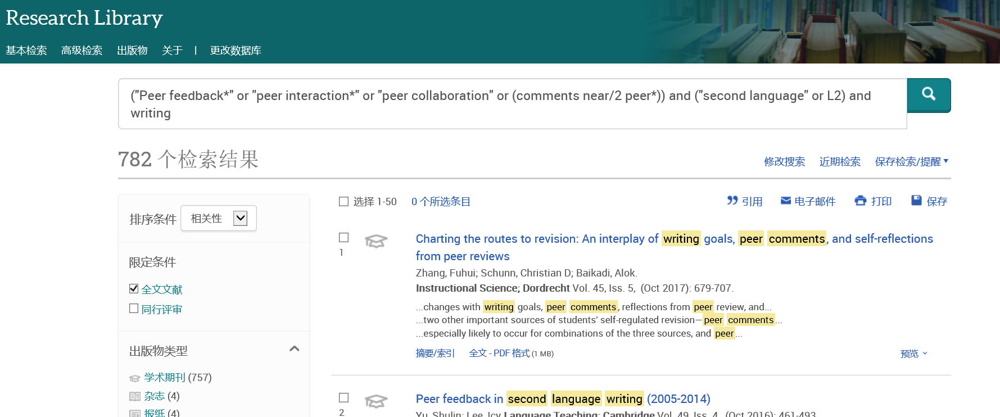 Research Library
基本检索 高级检索 出版物 关于 | 更改数据库
("Peer feedback*" or "peer interaction*" or "peer collaboration" or (comments near/2 peer*)) and ("second language" or L2) and
writing
782 个检索结果
修改搜索 近期检索 保存检索/提醒
排序条件 相关性
限定条件
全文文献
同行评审
出版物类型
学术期刊 (757)
杂志 (4)
报纸 (4)
选择 1-50 0 个所选条目
引用 电子邮件 打印 保存
1
Charting the routes to revision: An interplay of writing goals, peer comments, and self-reflections
from peer reviews
Zhang, Fuhui; Schunn, Christian D; Baikadi, Alok.
Instructional Science; Dordrecht Vol. 45, Iss. 5, (Oct 2017): 679-707.
...changes with writing goals, peer comments, reflections from peer review, and...
...two other important sources of students’ self-regulated revision—peer comments...
...especially likely to occur for combinations of the three sources, and peer...
摘要/索引 全文 - PDF 格式 (1 MB)
预览
2
Peer feedback in second language writing (2005-2014)
Yu, Shulin; Lee, Icy Language Teaching; Cambridge Vol. 49, Iss. 4, (Oct 2016): 461-493.